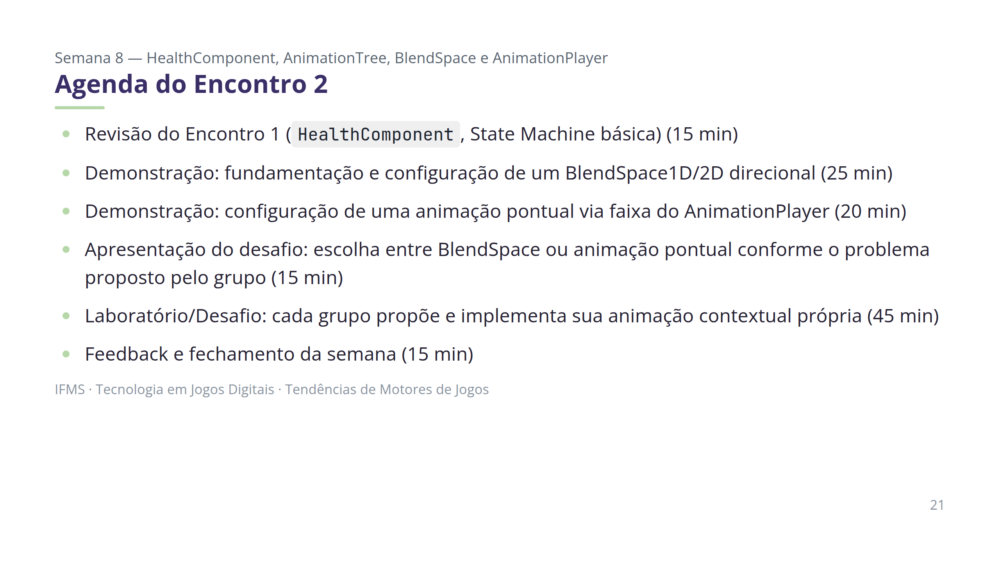 Semana 8 — HealthComponent, AnimationTree, BlendSpace e AnimationPlayer
Agenda do Encontro 2
Revisão do Encontro 1 (HealthComponent, State Machine básica) (15 min)
Demonstração: fundamentação e configuração de um BlendSpace1D/2D direcional (25 min)
Demonstração: configuração de uma animação pontual via faixa do AnimationPlayer (20 min)
Apresentação do desafio: escolha entre BlendSpace ou animação pontual conforme o problema
proposto pelo grupo (15 min)
Laboratório/Desafio: cada grupo propõe e implementa sua animação contextual própria (45 min)
Feedback e fechamento da semana (15 min)
IFMS · Tecnologia em Jogos Digitais · Tendências de Motores de Jogos
21